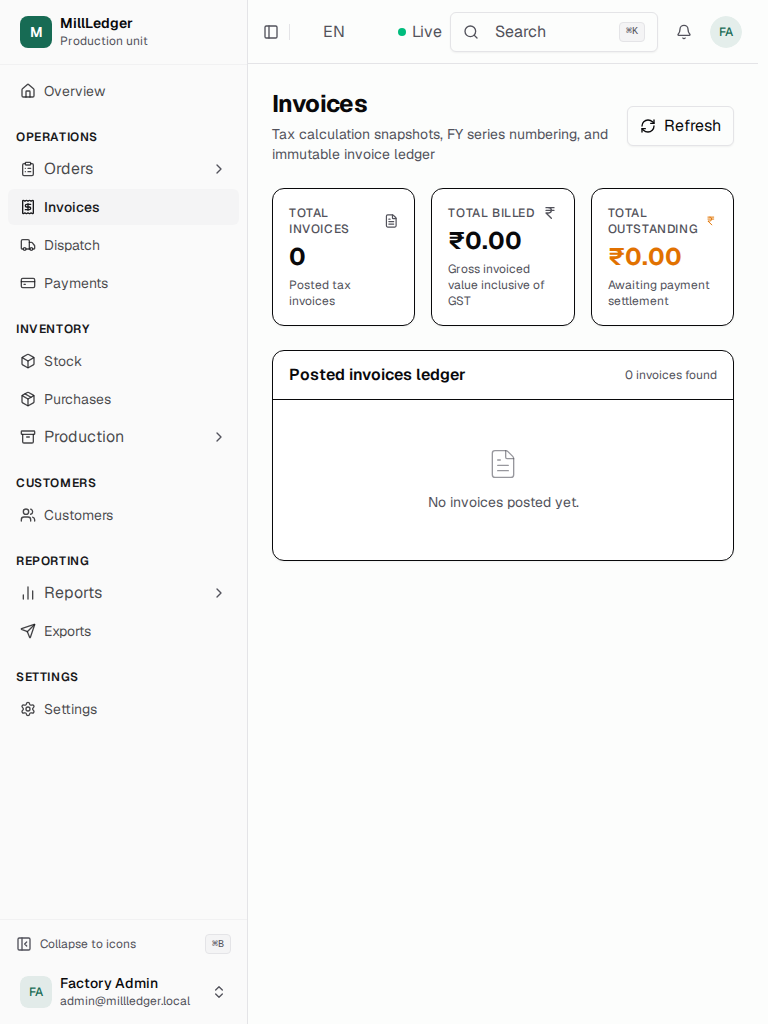 M
MillLedger
Production unit
EN
Live
Search
⌘K
FA
Overview
OPERATIONS
Orders
Invoices
Dispatch
Payments
INVENTORY
Stock
Purchases
Production
CUSTOMERS
Customers
REPORTING
Reports
Exports
SETTINGS
Settings
Collapse to icons
⌘B
FA
Factory Admin
admin@millledger.local
Invoices
Tax calculation snapshots, FY series numbering, and
immutable invoice ledger
Refresh
TOTAL
INVOICES
0
Posted tax
invoices
TOTAL BILLED ₹
₹0.00
Gross invoiced
value inclusive of
GST
TOTAL
OUTSTANDING ₹
₹0.00
Awaiting payment
settlement
Posted invoices ledger
0 invoices found
No invoices posted yet.